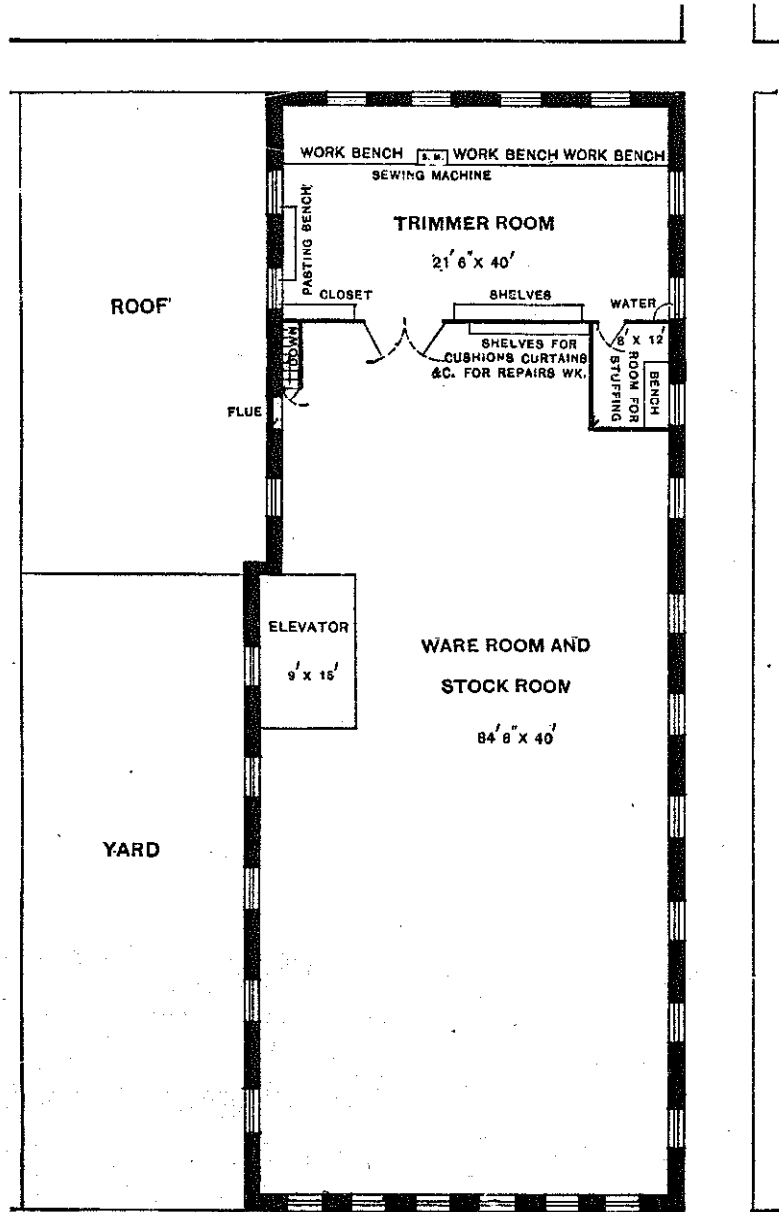 WORK BENCH S. M. WORK BENCH WORK BENCH
SEWING MACHINE
PASTING BENCH
TRIMMER ROOM
21' 6" X 40'
ROOF
CLOSET
SHELVES
WATER
DOWN
SHELVES FOR
CUSHIONS CURTAINS
&C. FOR REPAIRS WK.
8' X 12'
ROOM FOR
STUFFING
BENCH
FLUE
ELEVATOR
9' X 15'
WARE ROOM AND
STOCK ROOM
84' 6" X 40'
YARD